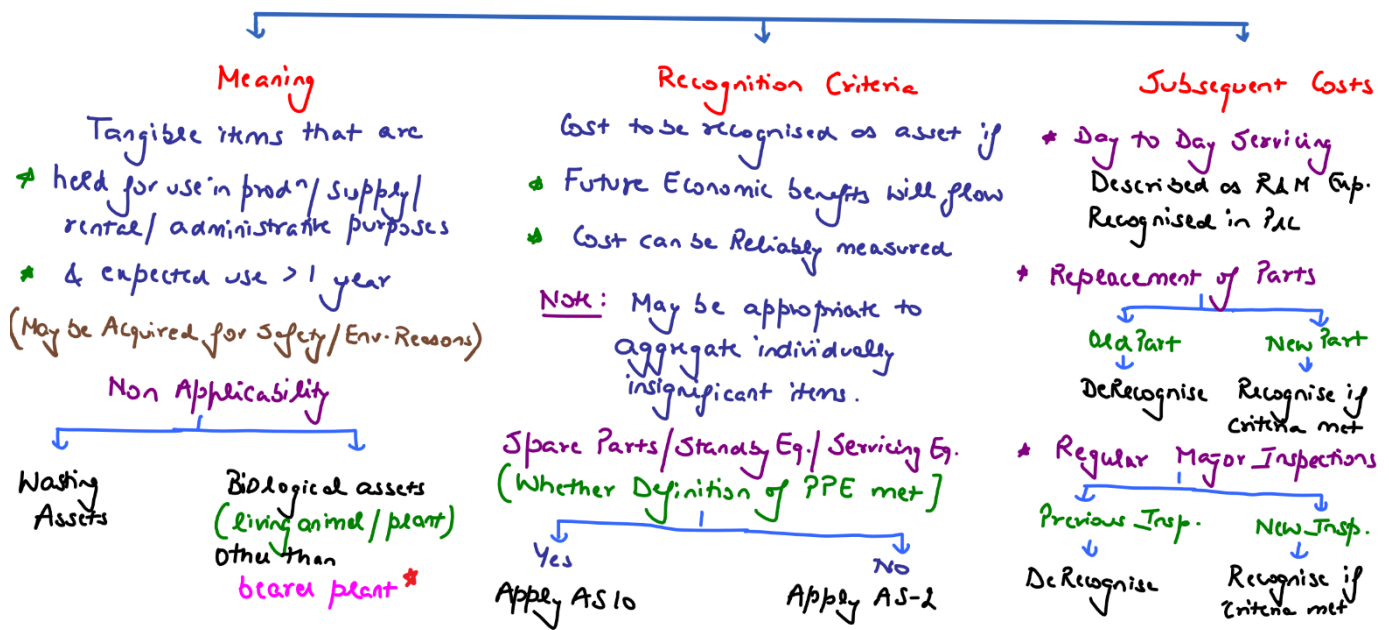 Meaning
Tangible items that are
* held for use in prodn/ supply/
rental/ administrative purposes
* & expected use > 1 year
(May be Acquired for Safety/Env. Reasons)
Non Applicability
Wasting
Assets
Biological assets
(living animal/ plant)
Other than
bearer plant*
Recognition Criteria
Cost to be recognised as asset if
* Future Economic benefits will flow
* Cost can be Reliably measured
Note: May be appropriate to
aggregate individually
insignificant items.
Spare Parts/Standby Eq./Servicing Eq.
(Whether Definition of PPE met]
Yes
No
Apply AS10
Apply AS-2
Subsequent Costs
* Day to Day Servicing
Described as R&M Exp.
Recognised in P&L
* Replacement of Parts
Old Part
New Part
DeRecognise
Recognise if
Criteria met
* Regular Major Inspections
Previous Insp.
New Insp.
DeRecognise
Recognise if
Criteria met